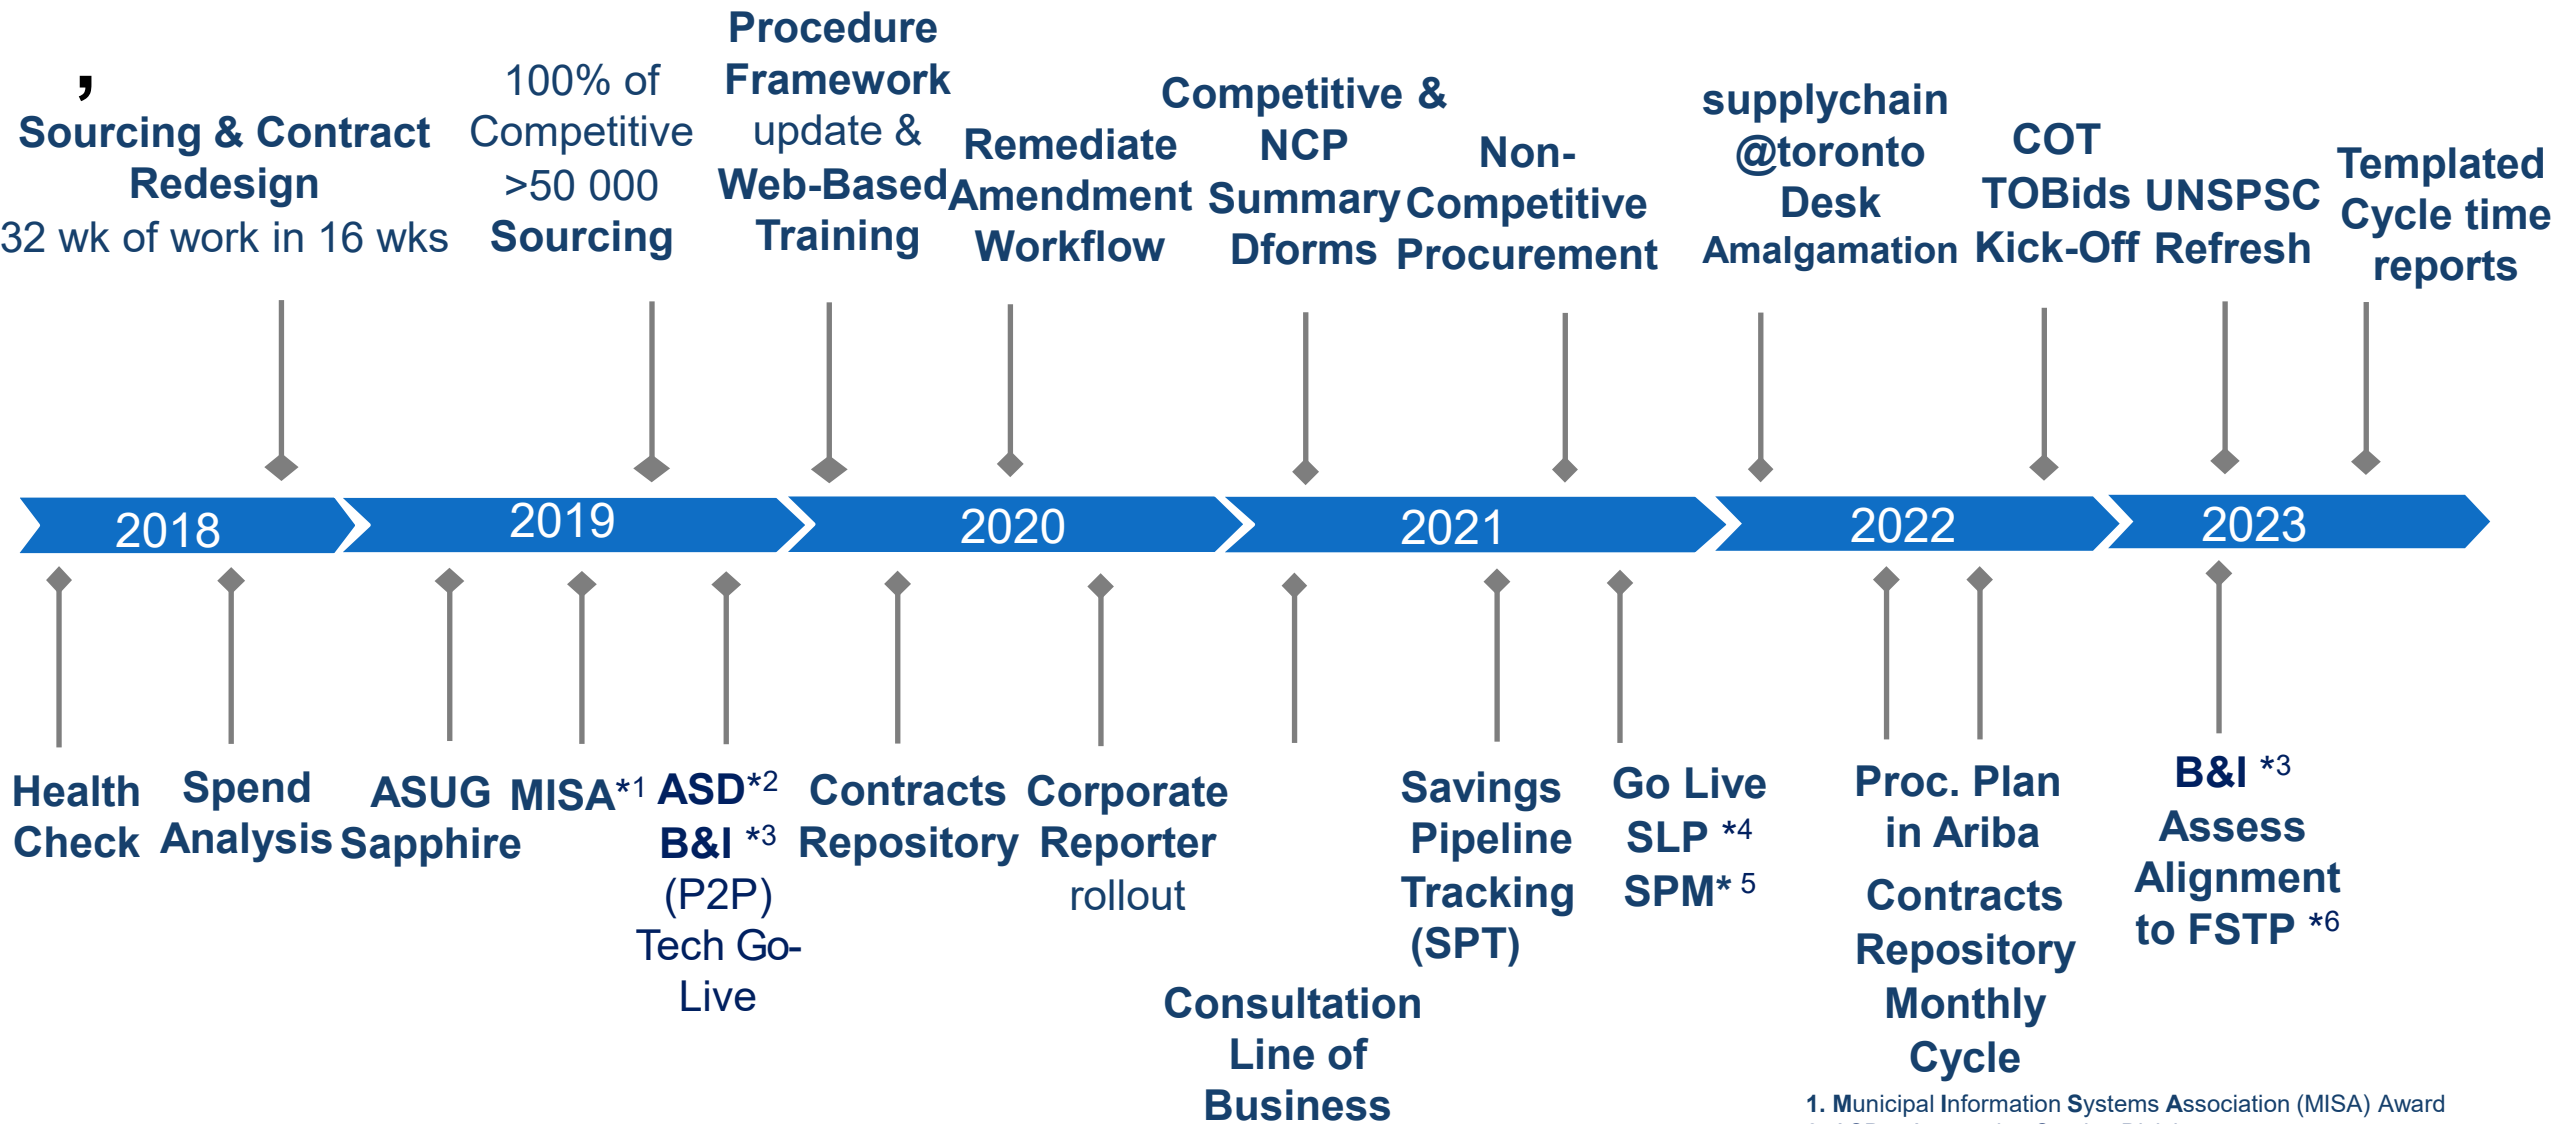 ,
Sourcing & Contract
Redesign
32 wk of work in 16 wks
100% of
Competitive
>50 000
Sourcing
Procedure
Framework
update &
Web-Based
Training
Remediate
Amendment
Workflow
Competitive &
NCP
Summary
Dforms
Non-
Competitive
Procurement
supplychain
@toronto
Desk
Amalgamation
COT
TOBids
Kick-Off
UNSPSC
Refresh
Templated
Cycle time
reports
2018
2019
2020
2021
2022
2023
Health
Check
Spend
Analysis
ASUG
Sapphire
MISA*1
ASD*2
B&I *3
(P2P)
Tech Go-
Live
Contracts
Repository
Corporate
Reporter
rollout
Consultation
Line of
Business
Savings
Pipeline
Tracking
(SPT)
Go Live
SLP *4
SPM* 5
Proc. Plan
in Ariba
Contracts
Repository
Monthly
Cycle
B&I *3
Assess
Alignment
to FSTP *6
1. Municipal Information Systems Association (MISA) Award